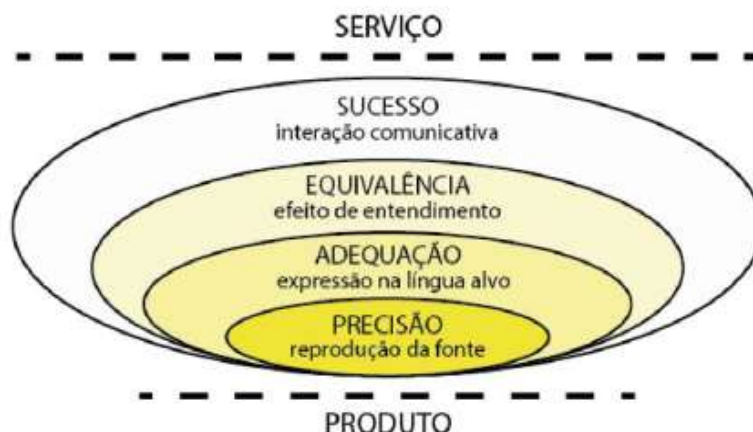 SERVIÇO
SUCESSO
interação comunicativa
EQUIVALÊNCIA
efeito de entendimento
ADEQUAÇÃO
expressão na língua alvo
PRECISÃO
reprodução da fonte
PRODUTO